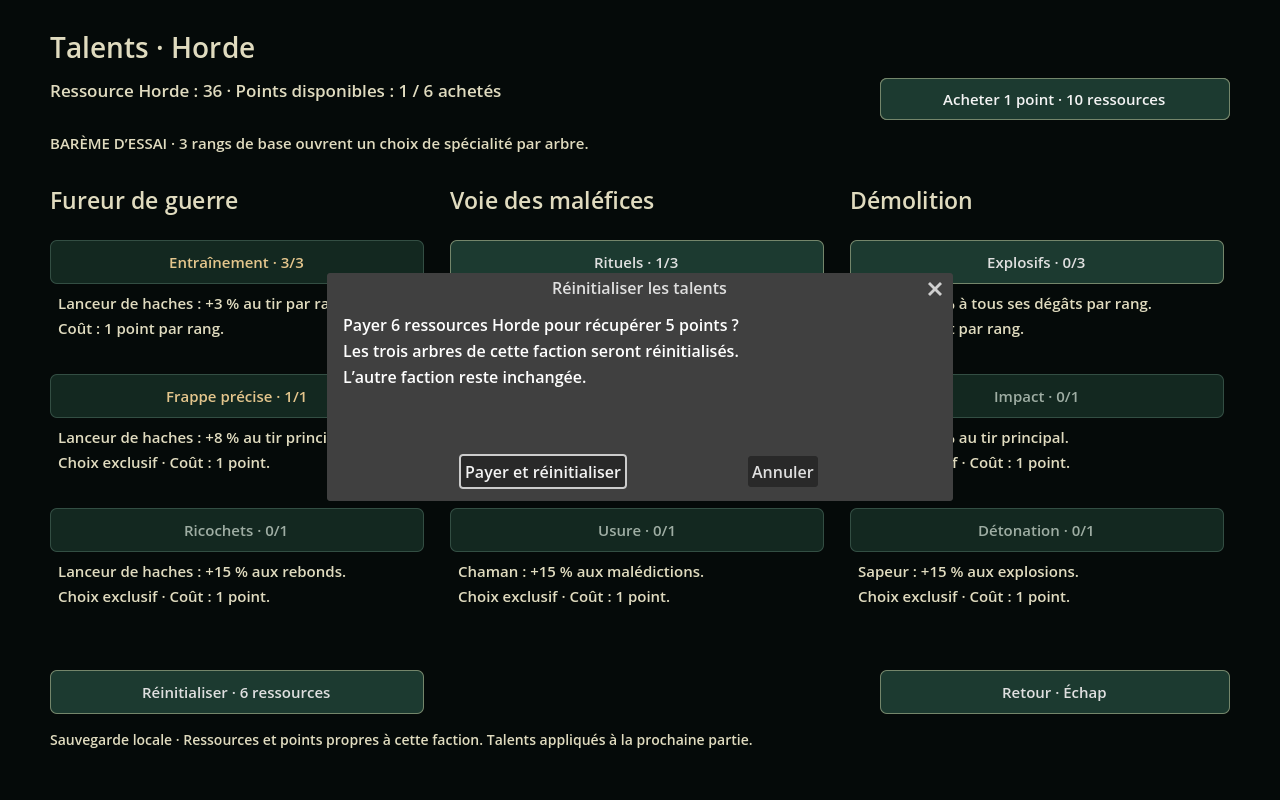 Talents · Horde
Ressource Horde : 36 · Points disponibles : 1 / 6 achetés
Acheter 1 point · 10 ressources
BARÈME D’ESSAI · 3 rangs de base ouvrent un choix de spécialité par arbre.
Fureur de guerre
Voie des maléfices
Démolition
Entraînement · 3/3
Rituels · 1/3
Explosifs · 0/3
Lanceur de haches : +3 % au tir par
à tous ses dégâts par rang.
Coût : 1 point par rang.
par rang.
Réinitialiser les talents
Payer 6 ressources Horde pour récupérer 5 points ?
Les trois arbres de cette faction seront réinitialisés.
L’autre faction reste inchangée.
Payer et réinitialiser
Annuler
Frappe précise · 1/1
Impact · 0/1
Lanceur de haches : +8 % au tir
au tir principal.
Choix exclusif · Coût : 1 point.
· Coût : 1 point.
Ricochets · 0/1
Usure · 0/1
Détonation · 0/1
Lanceur de haches : +15 % aux rebonds.
Chaman : +15 % aux malédictions.
Sapeur : +15 % aux explosions.
Choix exclusif · Coût : 1 point.
Choix exclusif · Coût : 1 point.
Choix exclusif · Coût : 1 point.
Réinitialiser · 6 ressources
Retour · Échap
Sauvegarde locale · Ressources et points propres à cette faction. Talents appliqués à la prochaine partie.